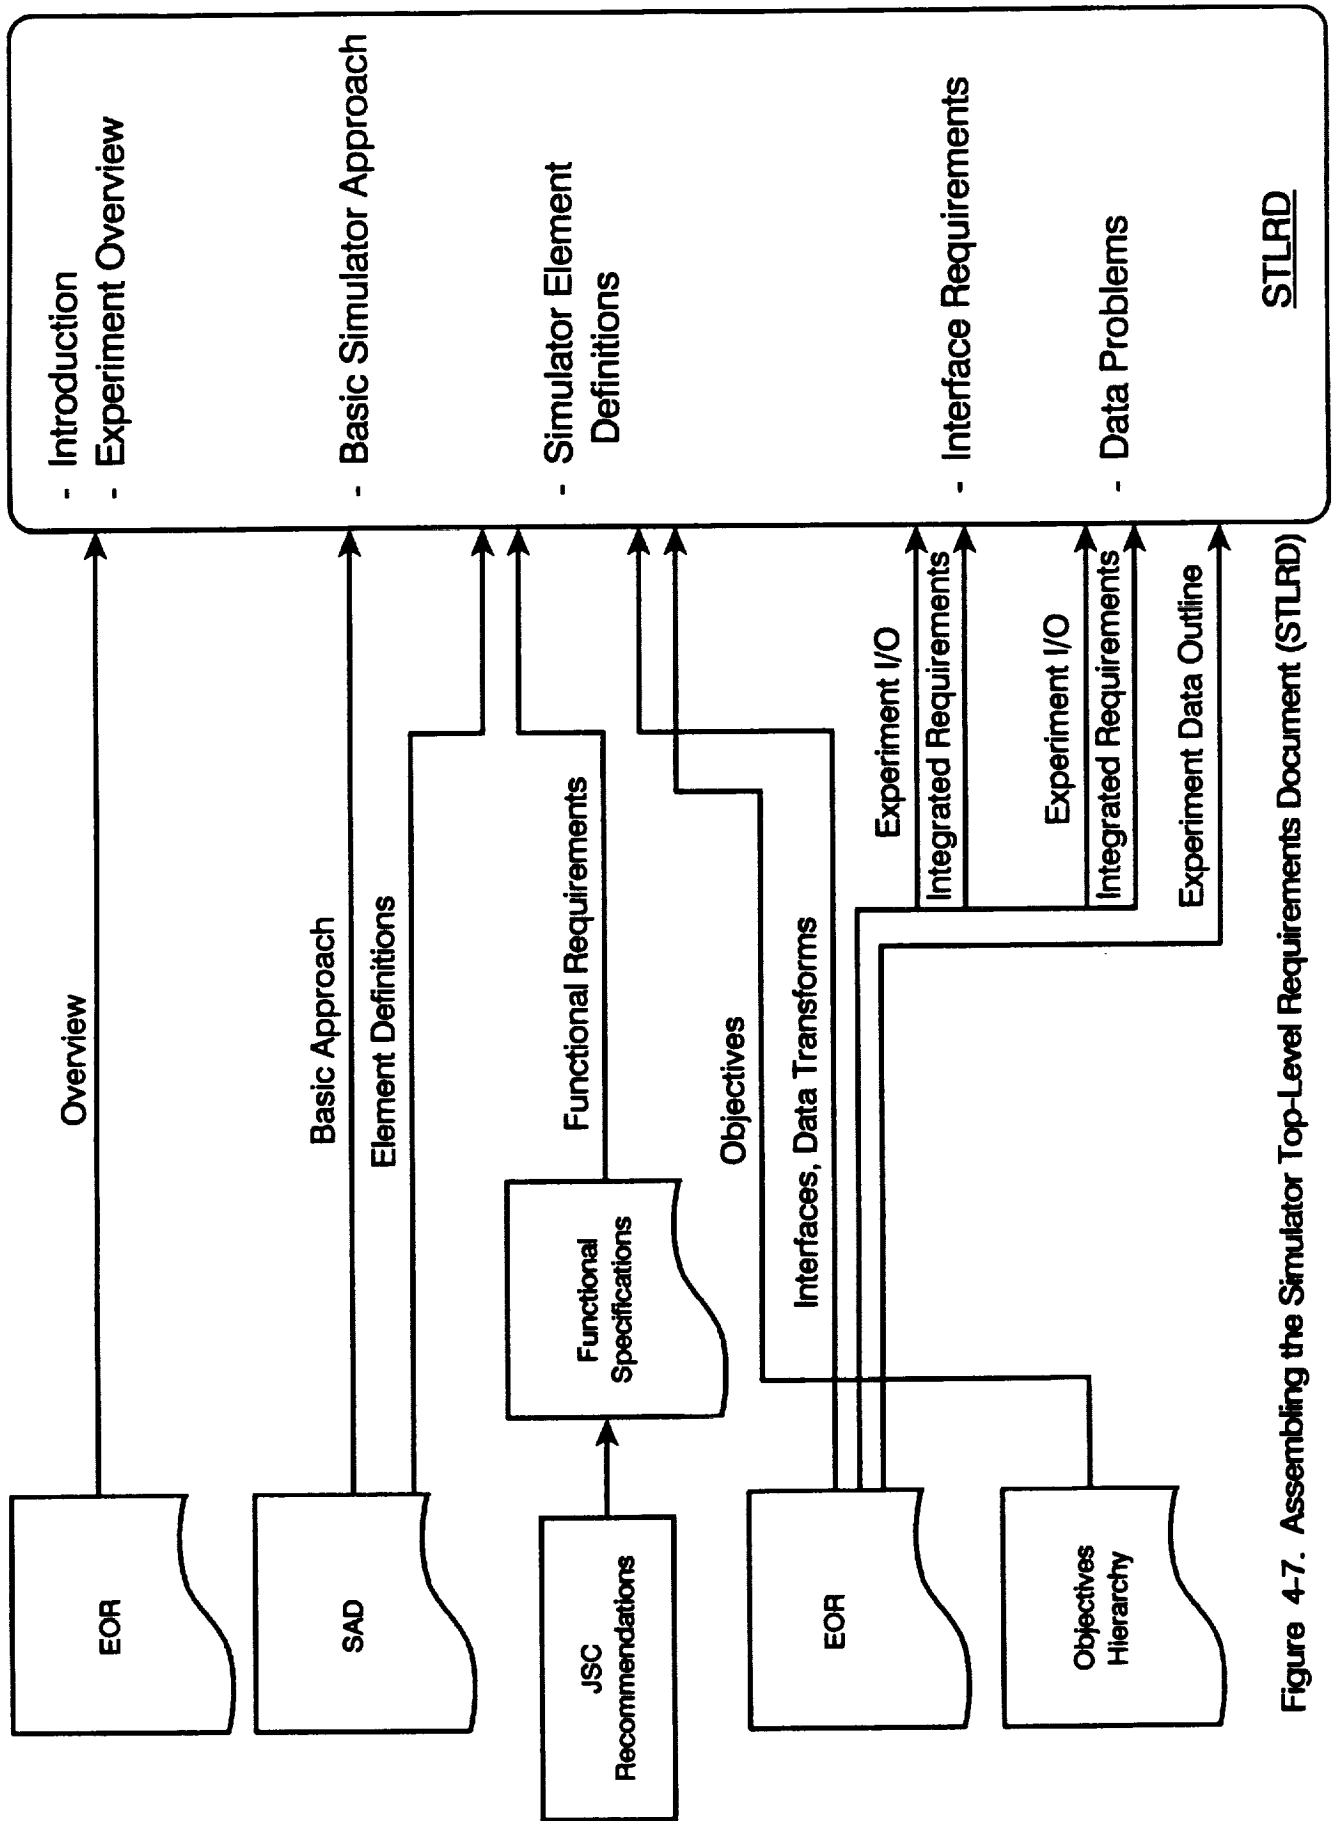 EOR
SAD
JSC
Recommendations
Functional
Specifications
EOR
Objectives
Hierarchy
Overview
Basic Approach
Element Definitions
Functional Requirements
Objectives
Interfaces, Data Transforms
Experiment I/O
Integrated Requirements
Experiment I/O
Integrated Requirements
Experiment Data Outline
- Introduction
- Experiment Overview
- Basic Simulator Approach
- Simulator Element
Definitions
- Interface Requirements
- Data Problems
STLRD
Figure 4-7. Assembling the Simulator Top-Level Requirements Document (STLRD)